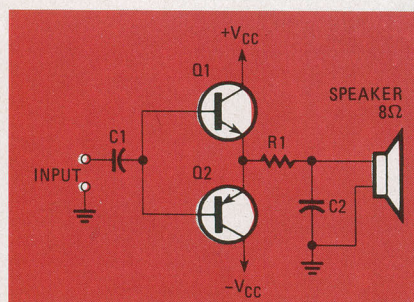 +VCC
Q1
SPEAKER
8Ω
C1
R1
INPUT
Q2
C2
-VCC